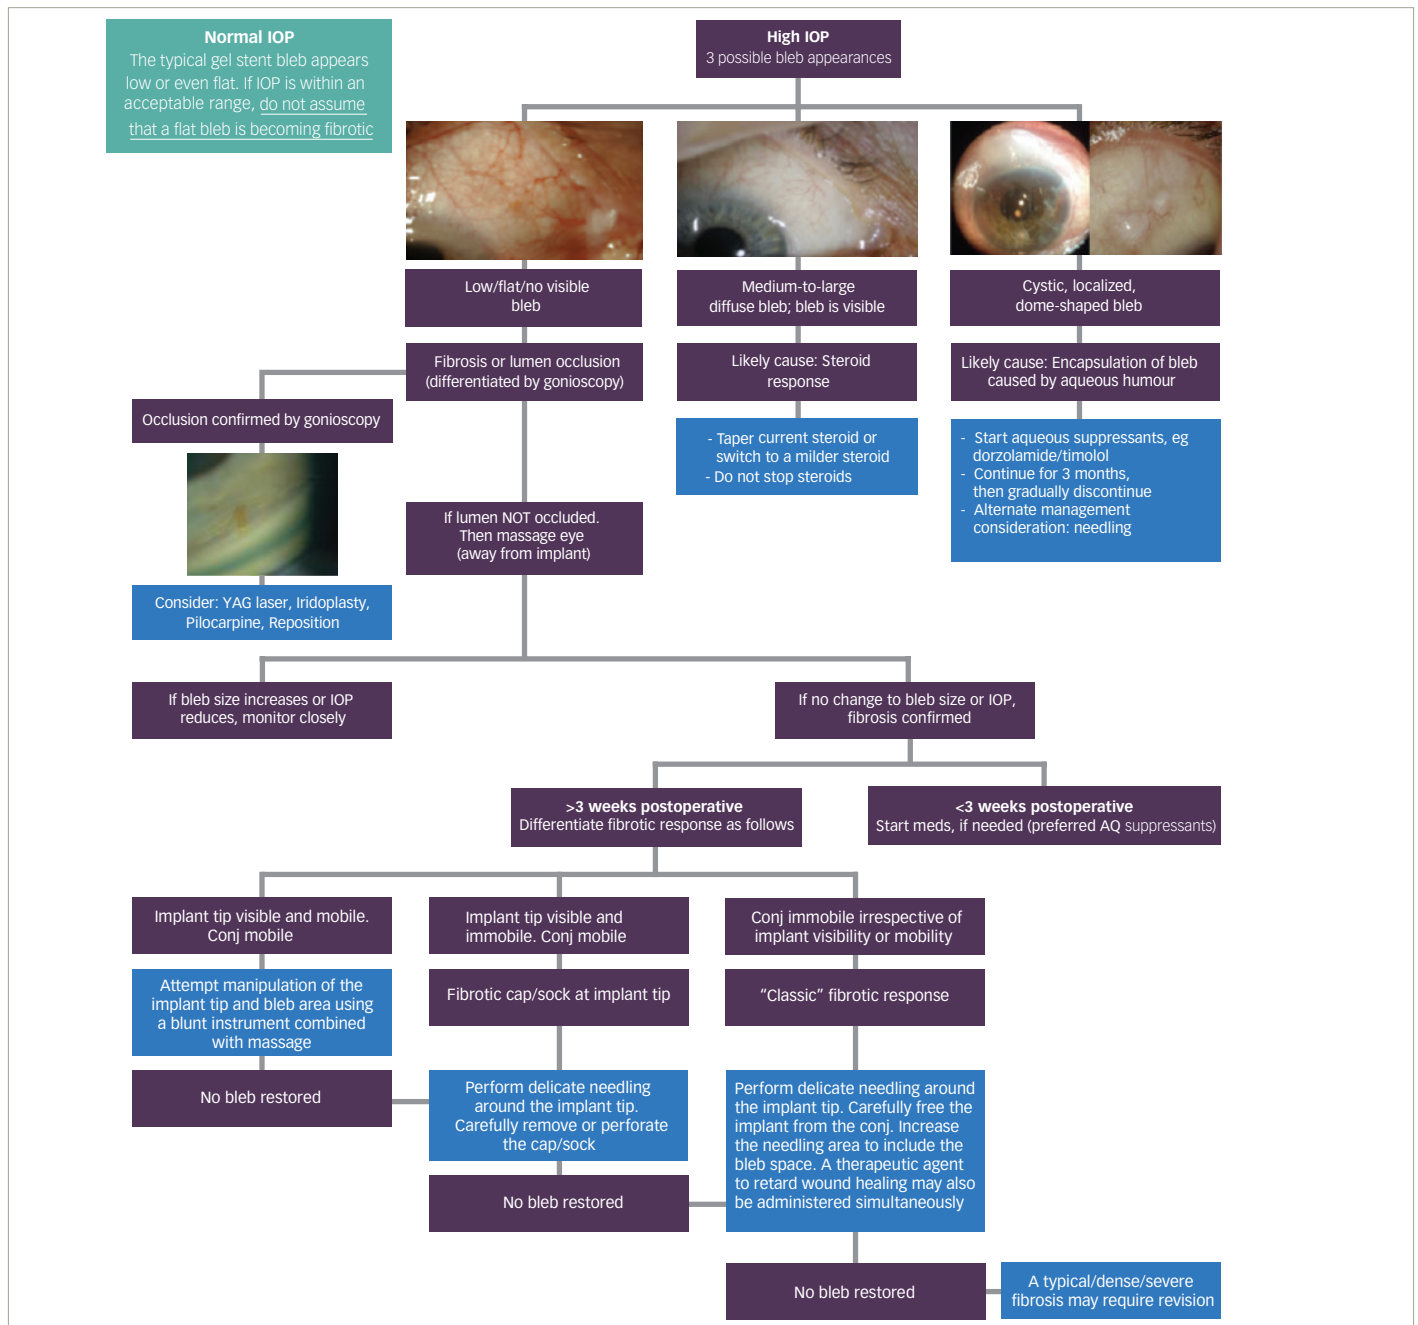 Normal IOP
The typical gel stent bleb appears
low or even flat. If IOP is within an
acceptable range, do not assume
that a flat bleb is becoming fibrotic
High IOP
3 possible bleb appearances
Low/flat/no visible
bleb
Medium-to-large
diffuse bleb; bleb is visible
Cystic, localized,
dome-shaped bleb
Fibrosis or lumen occlusion
(differentiated by gonioscopy)
Likely cause: Steroid
response
Likely cause: Encapsulation of bleb
caused by aqueous humour
Occlusion confirmed by gonioscopy
- Taper current steroid or
switch to a milder steroid
- Do not stop steroids
- Start aqueous suppressants, eg
dorzolamide/timolol
- Continue for 3 months,
then gradually discontinue
- Alternate management
consideration: needling
If lumen NOT occluded.
Then massage eye
(away from implant)
Consider: YAG laser, Iridoplasty,
Pilocarpine, Reposition
If bleb size increases or IOP
reduces, monitor closely
If no change to bleb size or IOP,
fibrosis confirmed
>3 weeks postoperative
Differentiate fibrotic response as follows
<3 weeks postoperative
Start meds, if needed (preferred AQ suppressants)
Implant tip visible and mobile.
Conj mobile
Implant tip visible and
immobile. Conj mobile
Conj immobile irrespective of
implant visibility or mobility
Attempt manipulation of the
implant tip and bleb area using
a blunt instrument combined
with massage
Fibrotic cap/sock at implant tip
“Classic” fibrotic response
No bleb restored
Perform delicate needling
around the implant tip.
Carefully remove or perforate
the cap/sock
Perform delicate needling around
the implant tip. Carefully free the
implant from the conj. Increase
the needling area to include the
bleb space. A therapeutic agent
to retard wound healing may also
be administered simultaneously
No bleb restored
No bleb restored
A typical/dense/severe
fibrosis may require revision